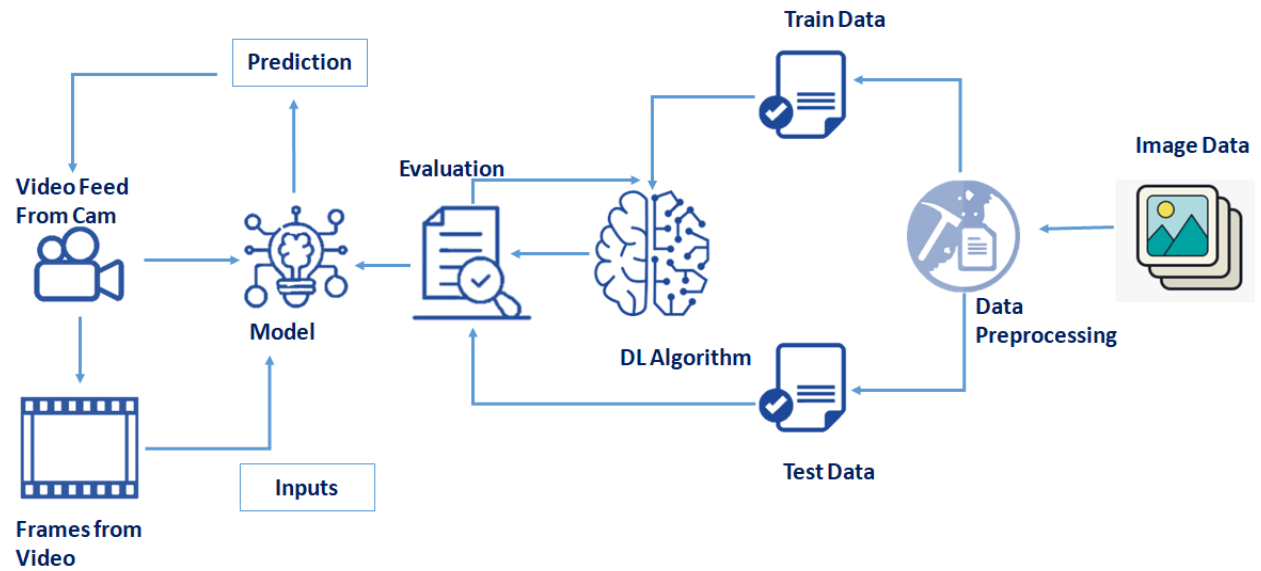 Train Data
Prediction
Image Data
Evaluation
Video Feed
From Cam
Data
Preprocessing
Model
DL Algorithm
Test Data
Inputs
Frames from
Video